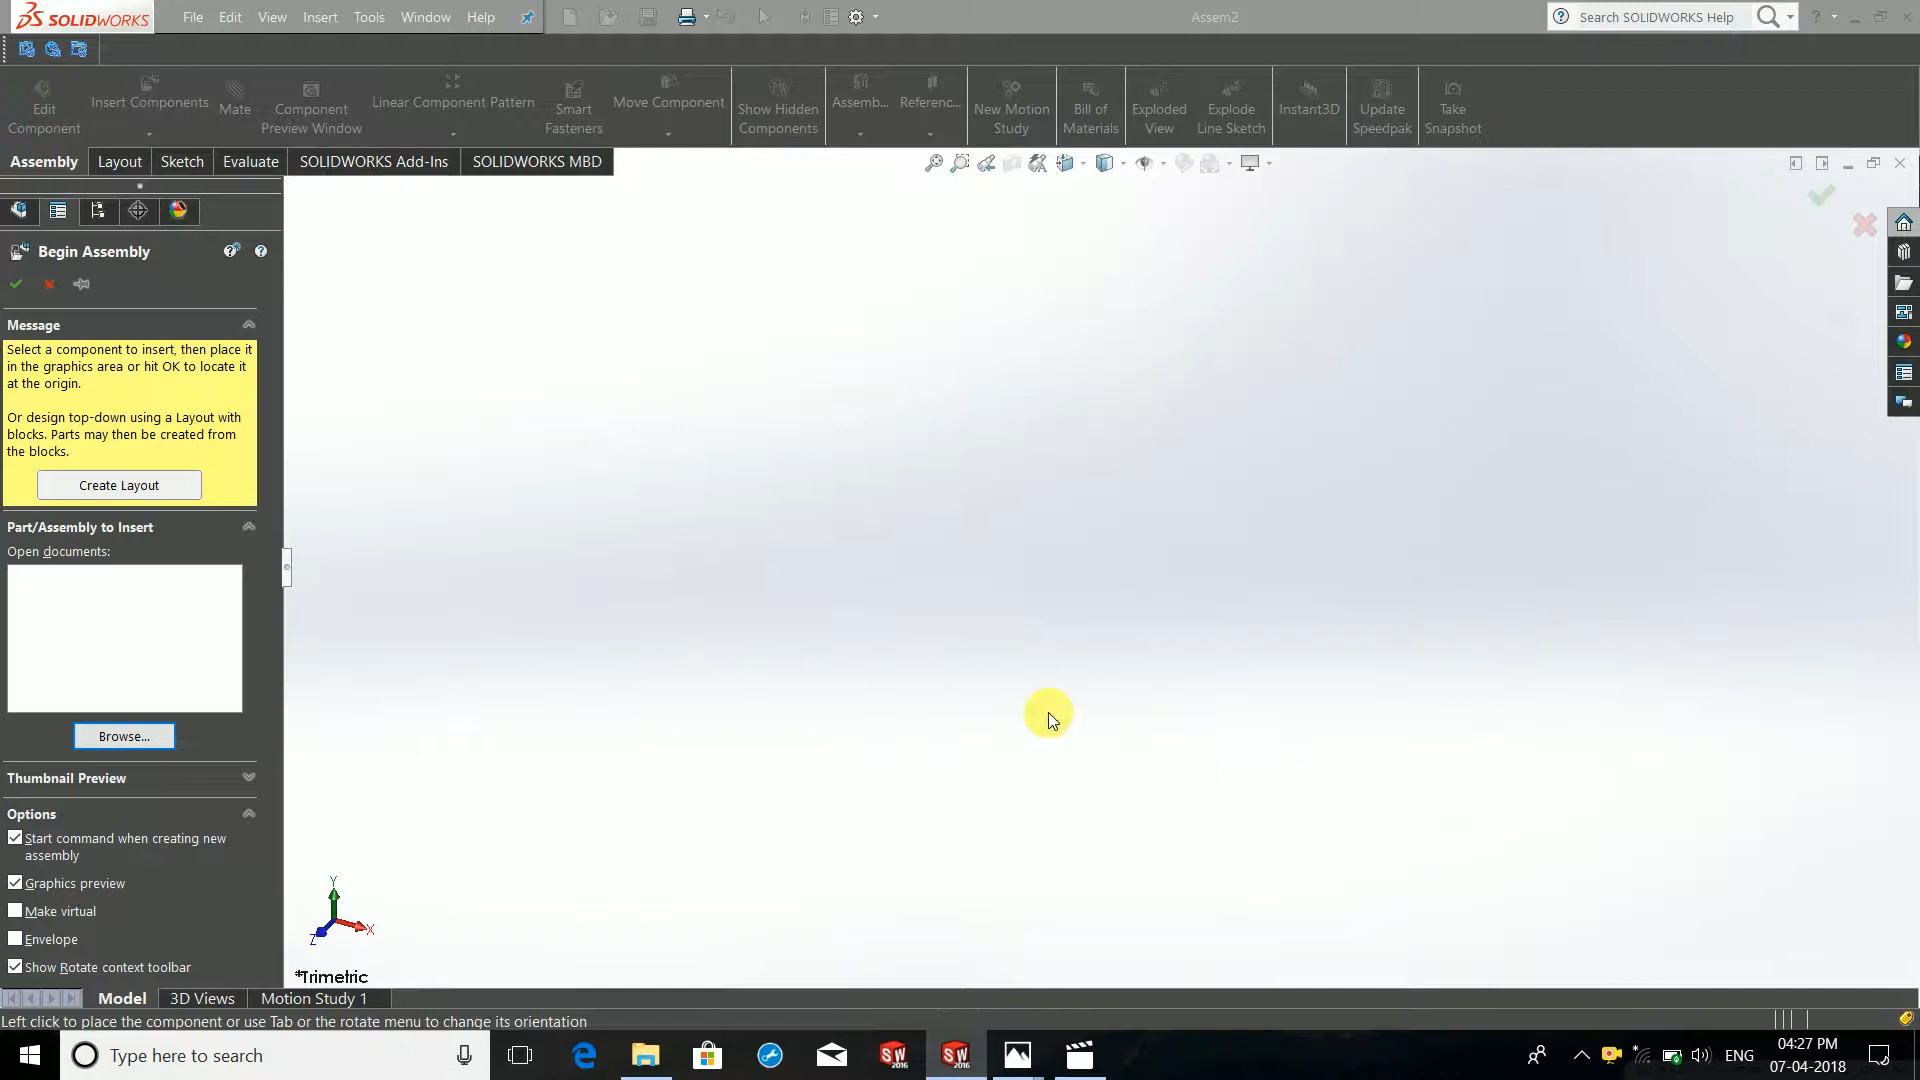 SOLIDWORKS File Edit View Insert Tools Window Help Assem2 Search SOLIDWORKS Help ?
Edit Component
Insert Components
Mate
Component Preview Window
Linear Component Pattern
Smart Fasteners
Move Component
Show Hidden Components
Assemb...
Referenc...
New Motion Study
Bill of Materials
Exploded View
Explode Line Sketch
Instant3D
Update Speedpak
Take Snapshot
Assembly Layout Sketch Evaluate SOLIDWORKS Add-Ins SOLIDWORKS MBD
Begin Assembly
Message
Select a component to insert, then place it
in the graphics area or hit OK to locate it
at the origin.
Or design top-down using a Layout with
blocks. Parts may then be created from
the blocks.
Create Layout
Part/Assembly to Insert
Open documents:
Browse...
Thumbnail Preview
Options
Start command when creating new
assembly
Graphics preview
Make virtual
Envelope
Show Rotate context toolbar
Y
X
Z
*Trimetric
Model 3D Views Motion Study 1
Left click to place the component or use Tab or the rotate menu to change its orientation
Type here to search
SW 2016
SW 2016
ENG
04:27 PM
07-04-2018